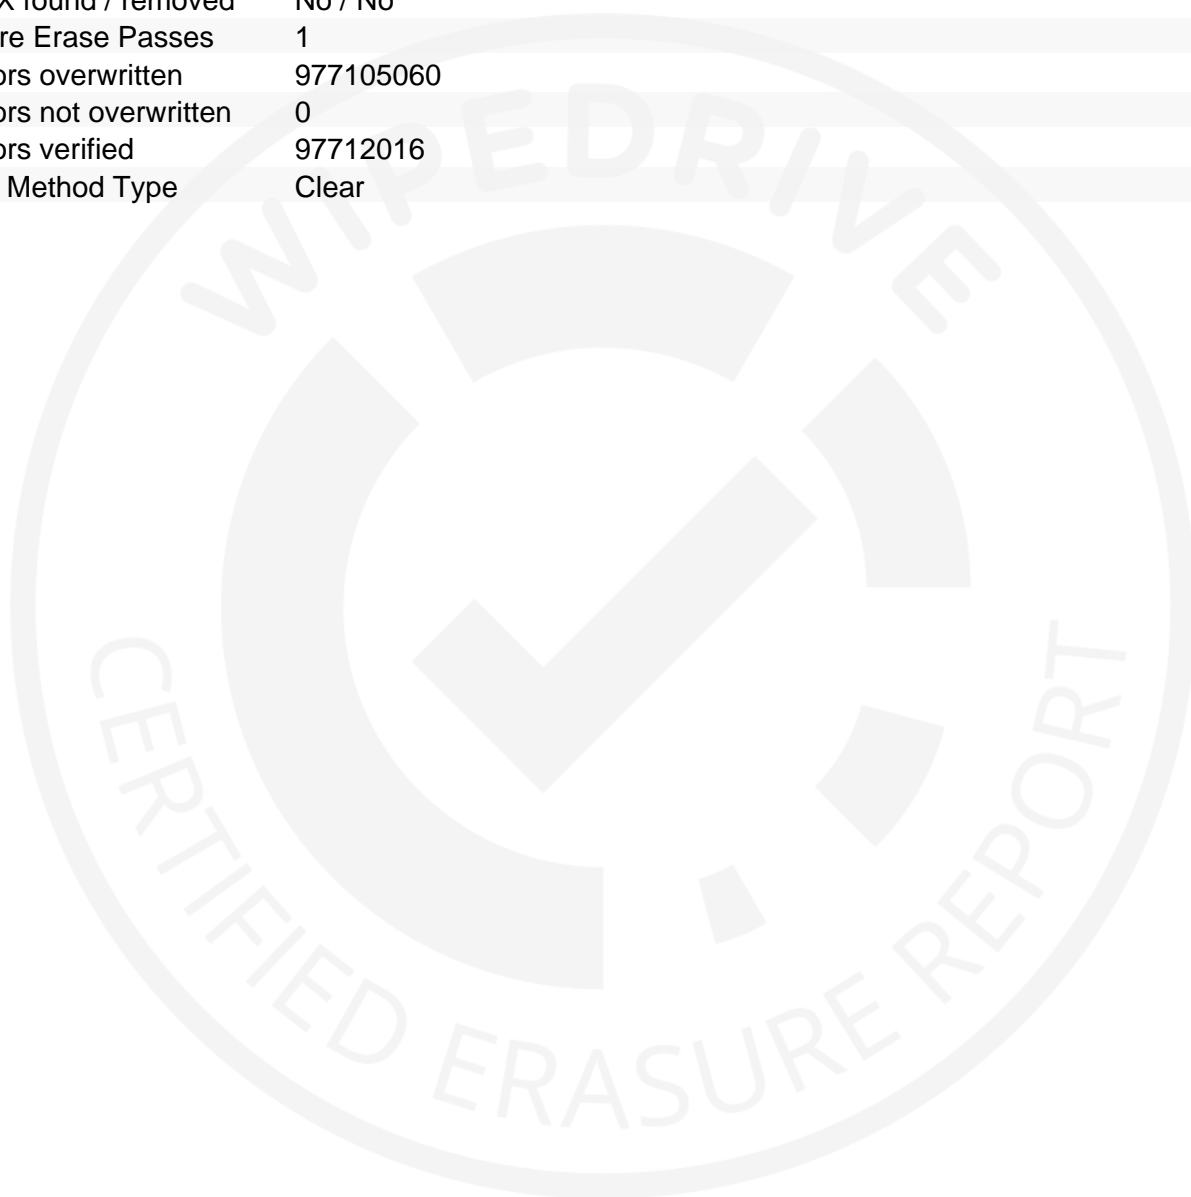 X found / removed No / No
re Erase Passes 1
ors overwritten 977105060
ors not overwritten 0
ors verified 97712016
Method Type Clear
WIPEDRIVE
CERTIFIED ERASURE REPORT